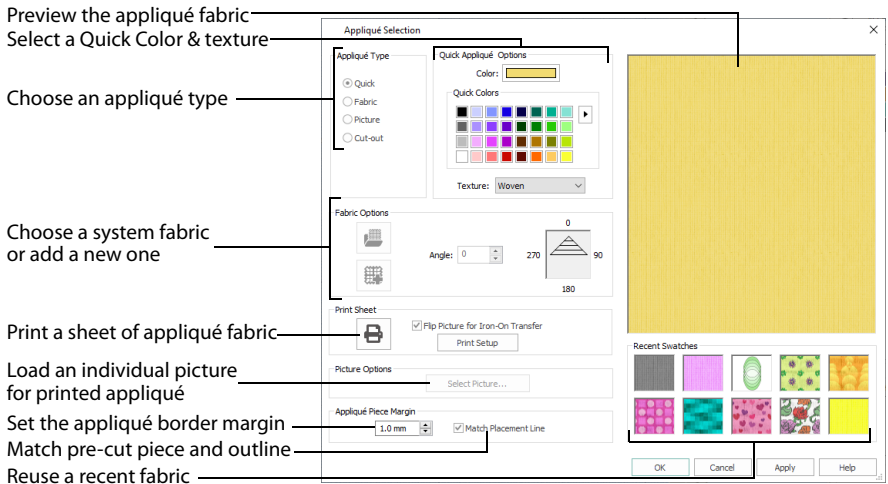 Preview the appliqué fabric
Select a Quick Color & texture
Choose an appliqué type
Choose a system fabric
or add a new one
Print a sheet of appliqué fabric
Load an individual picture
for printed appliqué
Set the appliqué border margin
Match pre-cut piece and outline
Reuse a recent fabric
Appliqué Selection
Appliqué Type
Quick
Fabric
Picture
Cut-out
Quick Appliqué Options
Color:
Quick Colors
Texture: Woven
Fabric Options
Angle: 0
0
270
90
180
Print Sheet
Flip Picture for Iron-On Transfer
Print Setup
Picture Options
Select Picture...
Appliqué Piece Margin
1.0 mm
Match Placement Line
Recent Swatches
OK
Cancel
Apply
Help